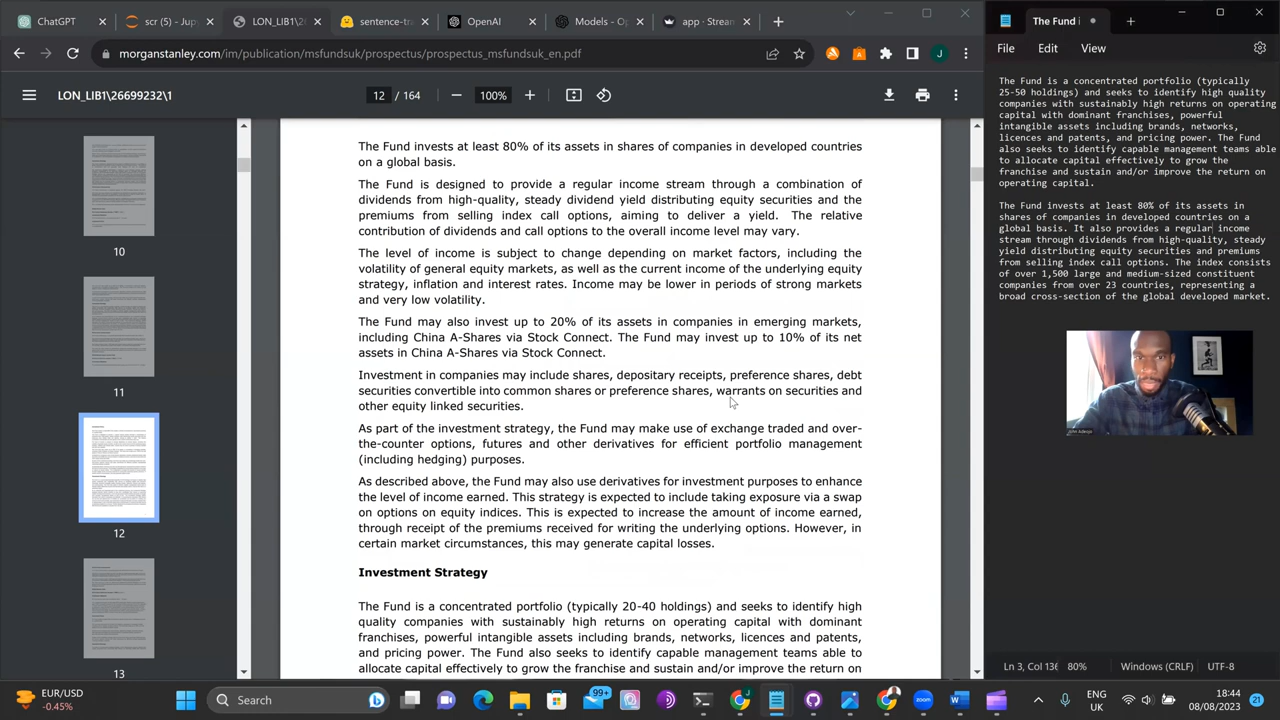 ChatGPT
scr (5) - Ju
LON_LIB1\2
sentence-tr
OpenAI
Models - Op
app · Stream
morganstanley.com/im/publication/msfundsuk/prospectus/prospectus_msfundsuk_en.pdf
J
LON_LIB1\26699232\1
12 / 164
100%
10
11
12
13
The Fund invests at least 80% of its assets in shares of companies in developed countries
on a global basis.
The Fund is designed to provide a regular income stream through a combination of
dividends from high-quality, steady dividend yield distributing equity securities and the
premiums from selling index call options, aiming to deliver a yield. The relative
contribution of dividends and call options to the overall income level may vary.
The level of income is subject to change depending on market factors, including the
volatility of general equity markets, as well as the current income of the underlying equity
strategy, inflation and interest rates. Income may be lower in periods of strong markets
and very low volatility.
The Fund may also invest up to 20% of its assets in companies in emerging markets,
including China A-Shares via Stock Connect. The Fund may invest up to 10% of its net
assets in China A-Shares via Stock Connect.
Investment in companies may include shares, depositary receipts, preference shares, debt
securities convertible into common shares or preference shares, warrants on securities and
other equity linked securities.
As part of the investment strategy, the Fund may make use of exchange traded and over-
the-counter options, futures and other derivatives for efficient portfolio management
(including hedging) purposes.
As described above, the Fund may also use derivatives for investment purposes to enhance
the level of income earned. This strategy is expected to include taking exposure via a swap
on options on equity indices. This is expected to increase the amount of income earned,
through receipt of the premiums received for writing the underlying options. However, in
certain market circumstances, this may generate capital losses.
Investment Strategy
The Fund is a concentrated portfolio (typically 20-40 holdings) and seeks to identify high
quality companies with sustainably high returns on operating capital with dominant
franchises, powerful intangible assets including brands, networks, licences and patents,
and pricing power. The Fund also seeks to identify capable management teams able to
allocate capital effectively to grow the franchise and sustain and/or improve the return on
The Fund i
File
Edit
View
The Fund is a concentrated portfolio (typically
25-50 holdings) and seeks to identify high quality
companies with sustainably high returns on operating
capital with dominant franchises, powerful
intangible assets including brands, networks,
licences and patents, and pricing power. The Fund
also seeks to identify capable management teams able
to allocate capital effectively to grow the
franchise and sustain and/or improve the return on
operating capital.
The Fund invests at least 80% of its assets in
shares of companies in developed countries on a
global basis. It also provides a regular income
stream through dividends from high-quality, steady
yield distributing equity securities and premiums
from selling index call options. The Index consists
of over 1,500 large and medium-sized constituent
companies from over 23 countries, representing a
broad cross-section of the global developed market.
Ln 3, Col 136
80%
Windows (CRLF)
UTF-8
EUR/USD
-0.45%
Search
99+
zoom
ENG
UK
18:44
08/08/2023
21